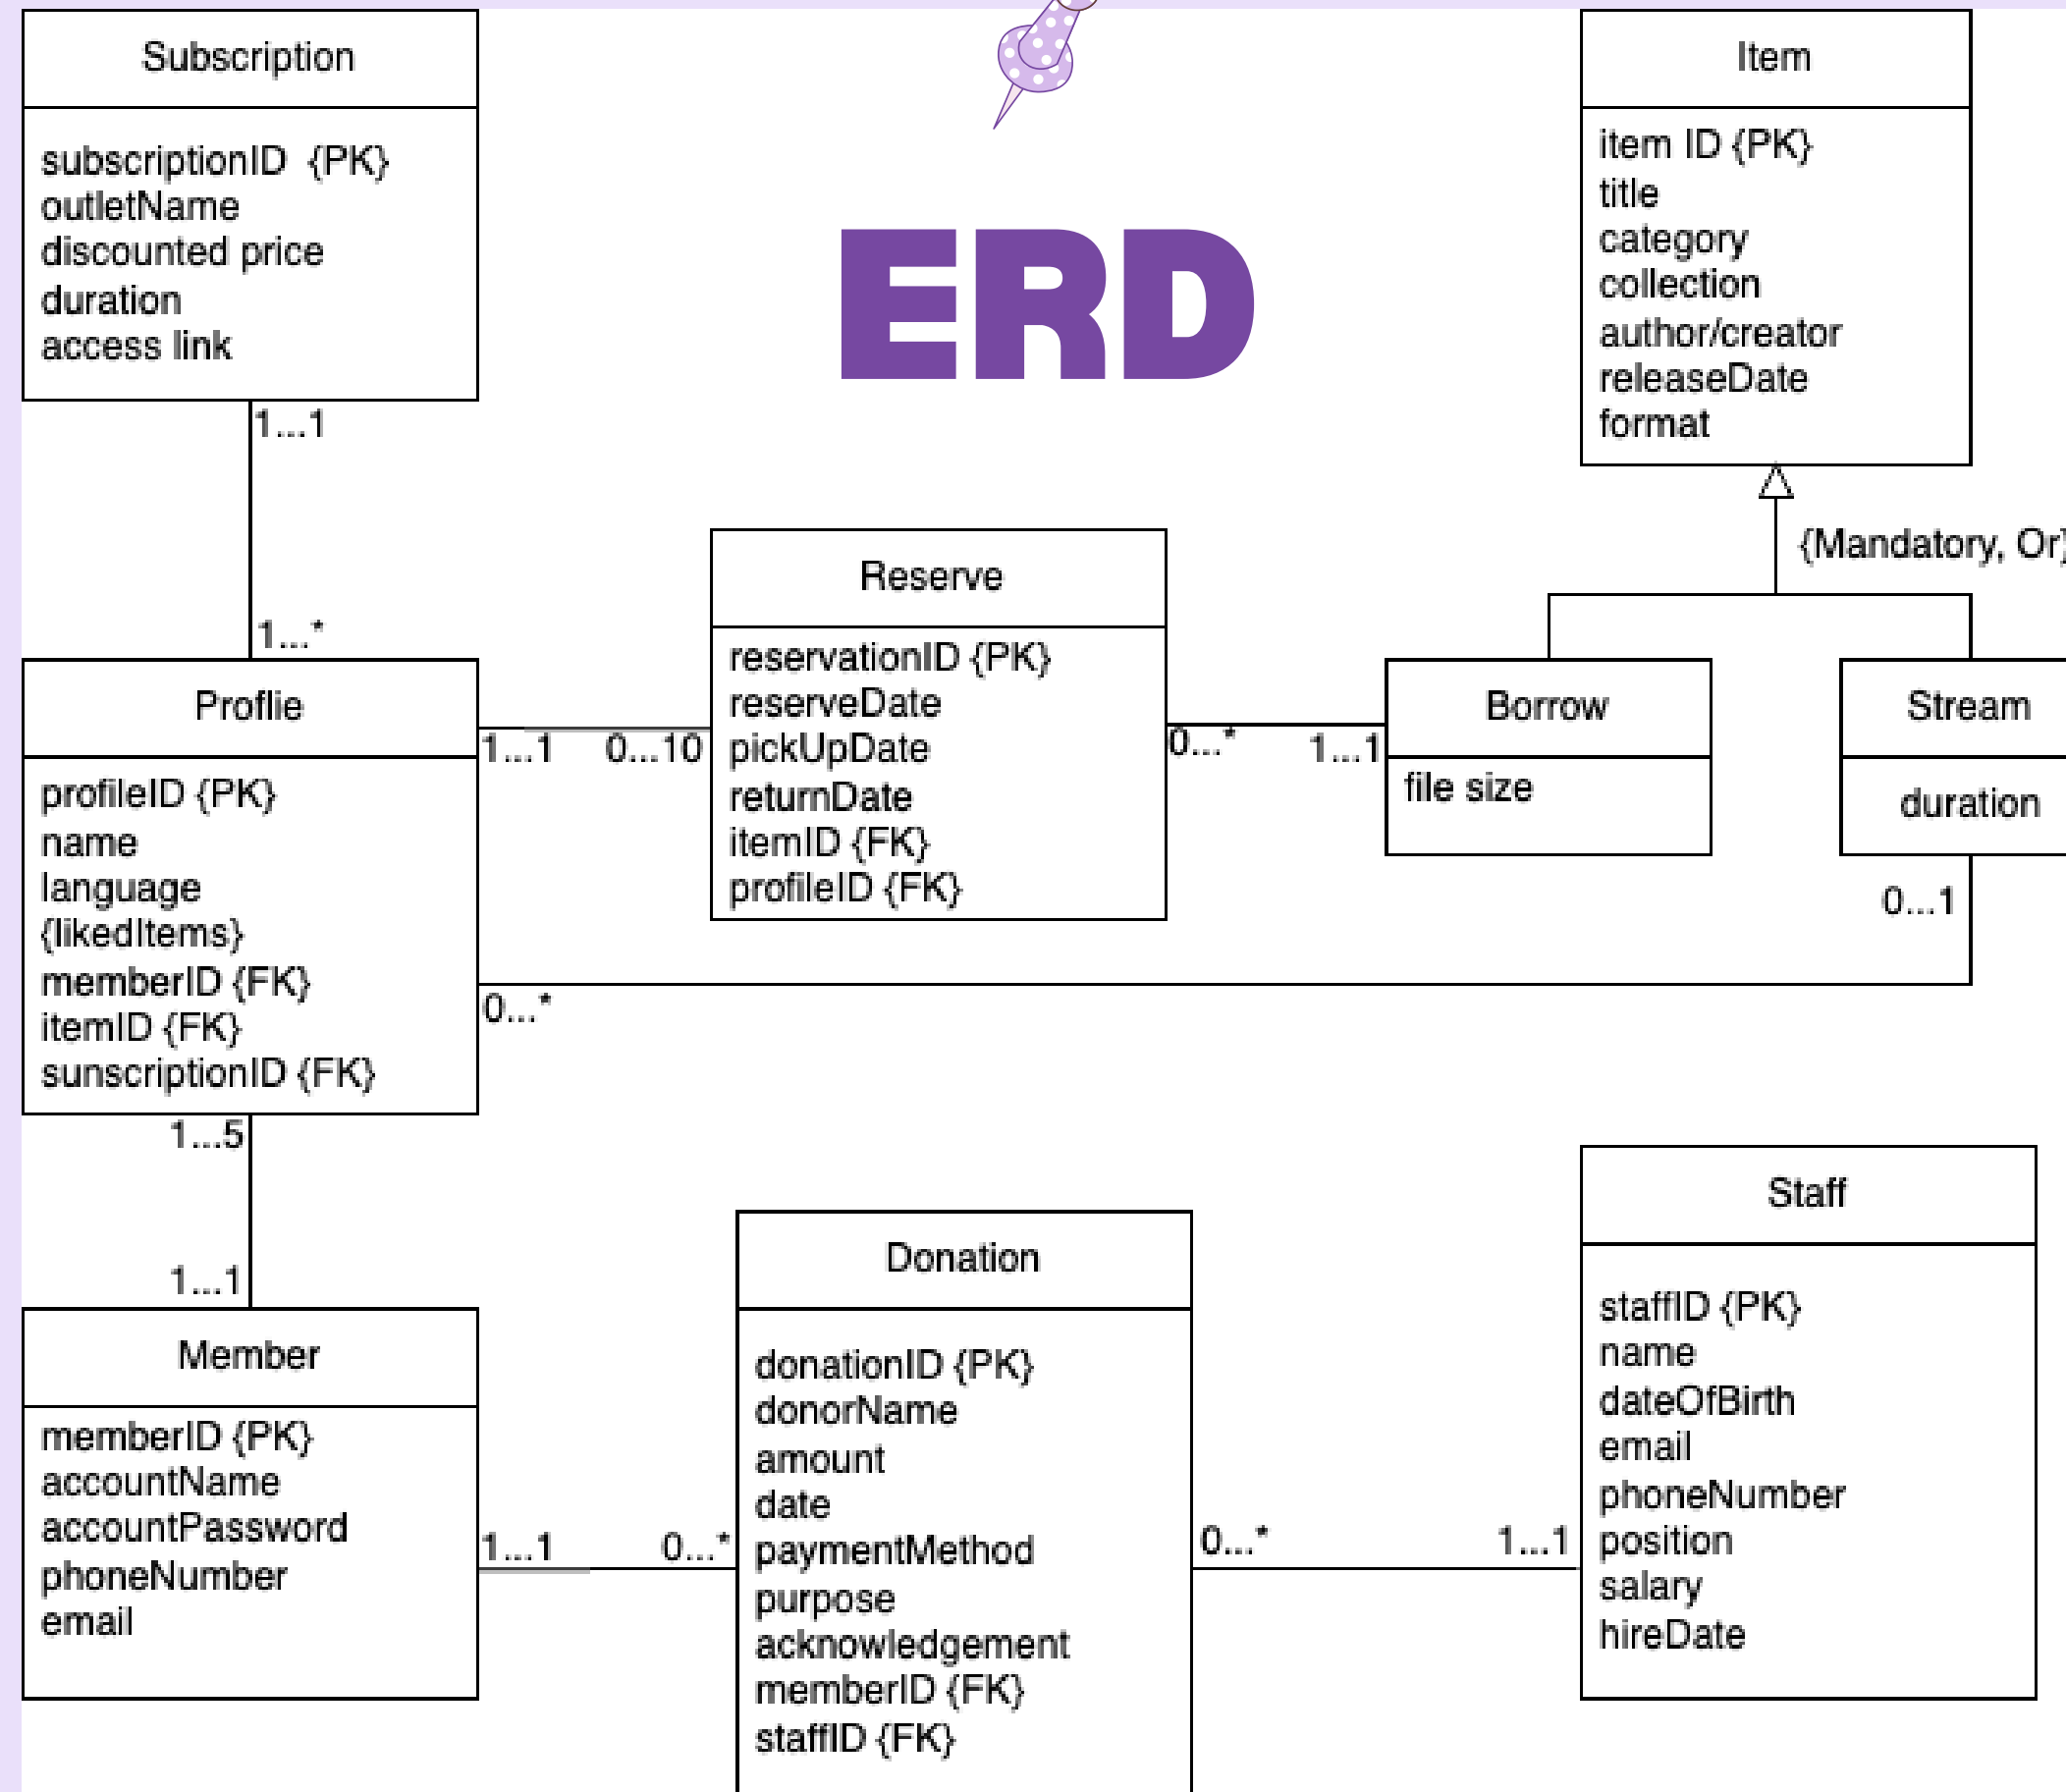 Subscription
subscriptionID {PK}
outletName
discounted price
duration
access link
1...1
1...*
ERD
Item
item ID {PK}
title
category
collection
author/creator
releaseDate
format
{Mandatory, Or}
Proflie
profileID {PK}
name
language
{likedItems}
memberID {FK}
itemID {FK}
sunscriptionID {FK}
1...1
0...10
Reserve
reservationID {PK}
reserveDate
pickUpDate
returnDate
itemID {FK}
profileID {FK}
0...*
1...1
Borrow
file size
Stream
duration
0...1
0...*
1...5
1...1
Member
memberID {PK}
accountName
accountPassword
phoneNumber
email
1...1
0...*
Donation
donationID {PK}
donorName
amount
date
paymentMethod
purpose
acknowledgement
memberID {FK}
staffID {FK}
0...*
1...1
Staff
staffID {PK}
name
dateOfBirth
email
phoneNumber
position
salary
hireDate